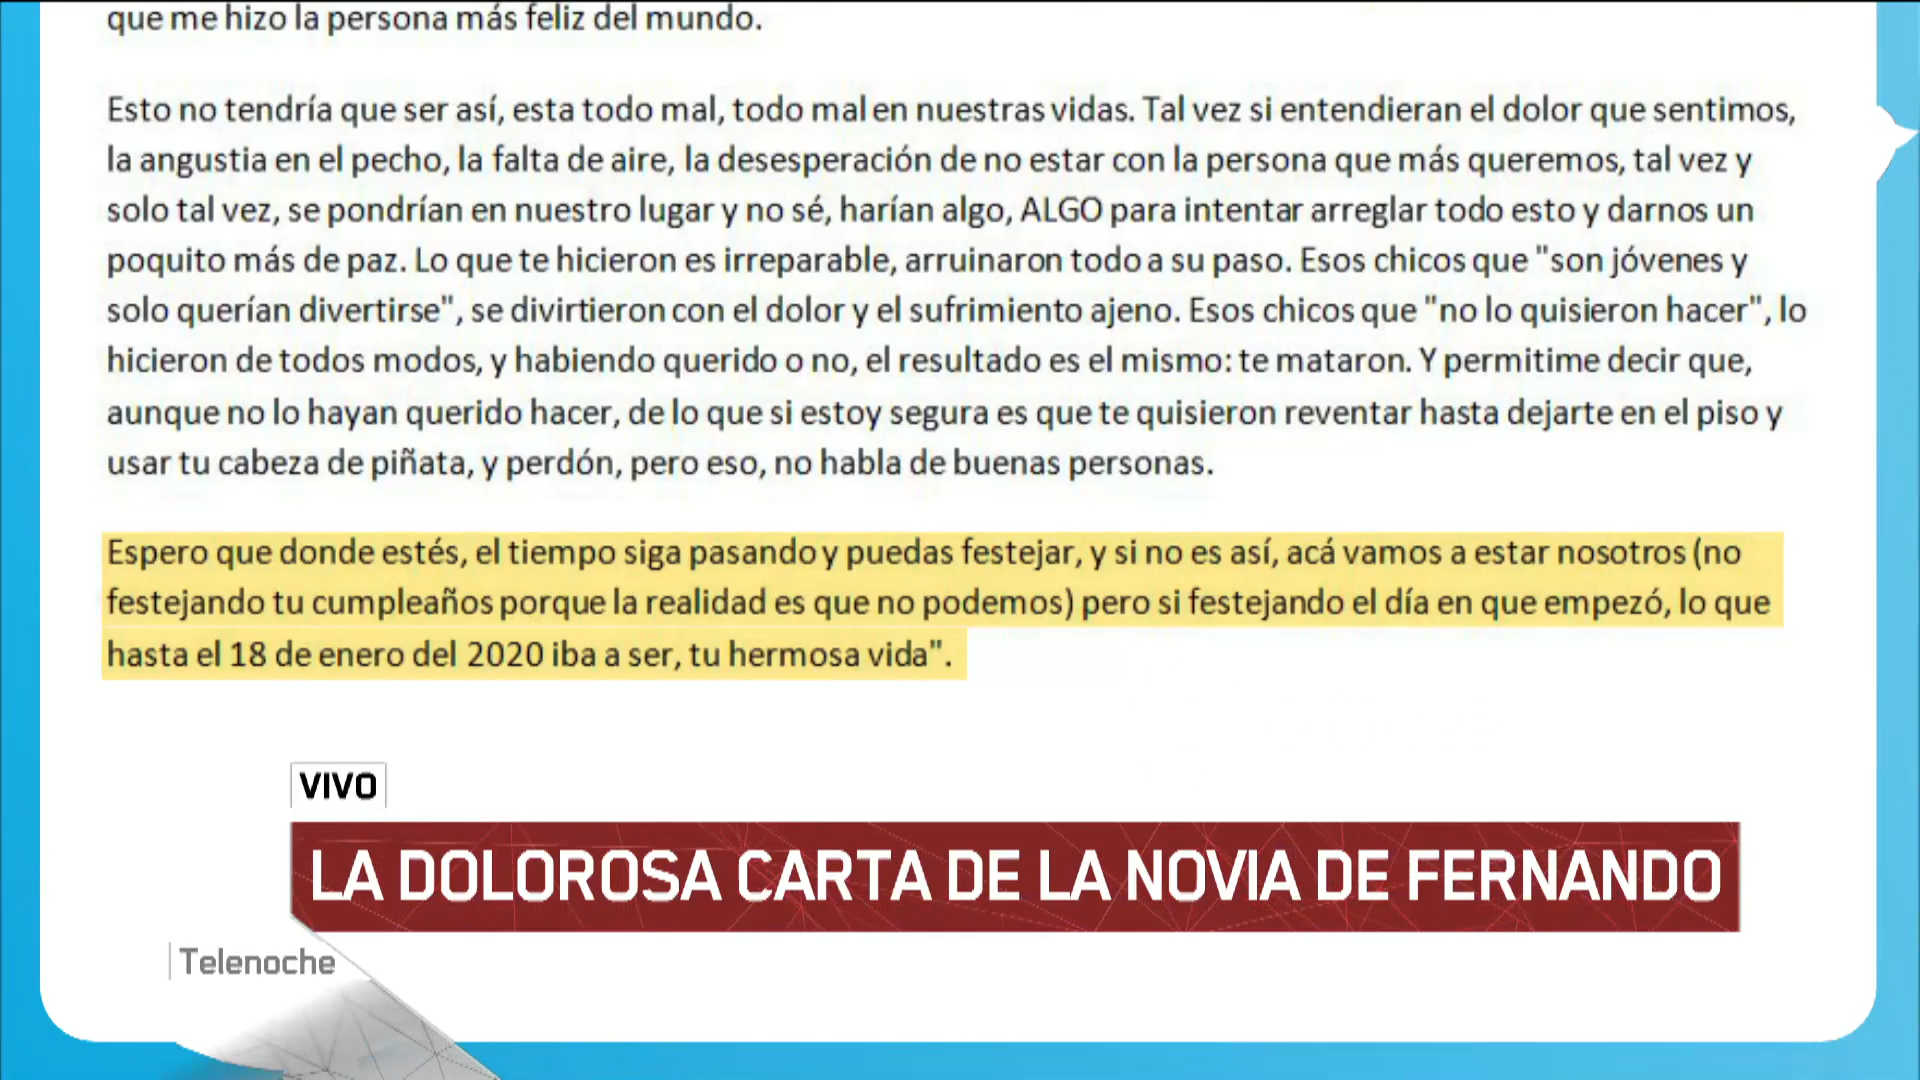 que me hizo la persona más feliz del mundo.
Esto no tendría que ser así, esta todo mal, todo mal en nuestras vidas. Tal vez si entendieran el dolor que sentimos,
la angustia en el pecho, la falta de aire, la desesperación de no estar con la persona que más queremos, tal vez y
solo tal vez, se pondrían en nuestro lugar y no sé, harían algo, ALGO para intentar arreglar todo esto y darnos un
poquito más de paz. Lo que te hicieron es irreparable, arruinaron todo a su paso. Esos chicos que "son jóvenes y
solo querían divertirse", se divirtieron con el dolor y el sufrimiento ajeno. Esos chicos que "no lo quisieron hacer", lo
hicieron de todos modos, y habiendo querido o no, el resultado es el mismo: te mataron. Y permitime decir que,
aunque no lo hayan querido hacer, de lo que si estoy segura es que te quisieron reventar hasta dejarte en el piso y
usar tu cabeza de piñata, y perdón, pero eso, no habla de buenas personas.
Espero que donde estés, el tiempo siga pasando y puedas festejar, y si no es así, acá vamos a estar nosotros (no
festejando tu cumpleaños porque la realidad es que no podemos) pero si festejando el día en que empezó, lo que
hasta el 18 de enero del 2020 iba a ser, tu hermosa vida".
VIVO
LA DOLOROSA CARTA DE LA NOVIA DE FERNANDO
Telenoche